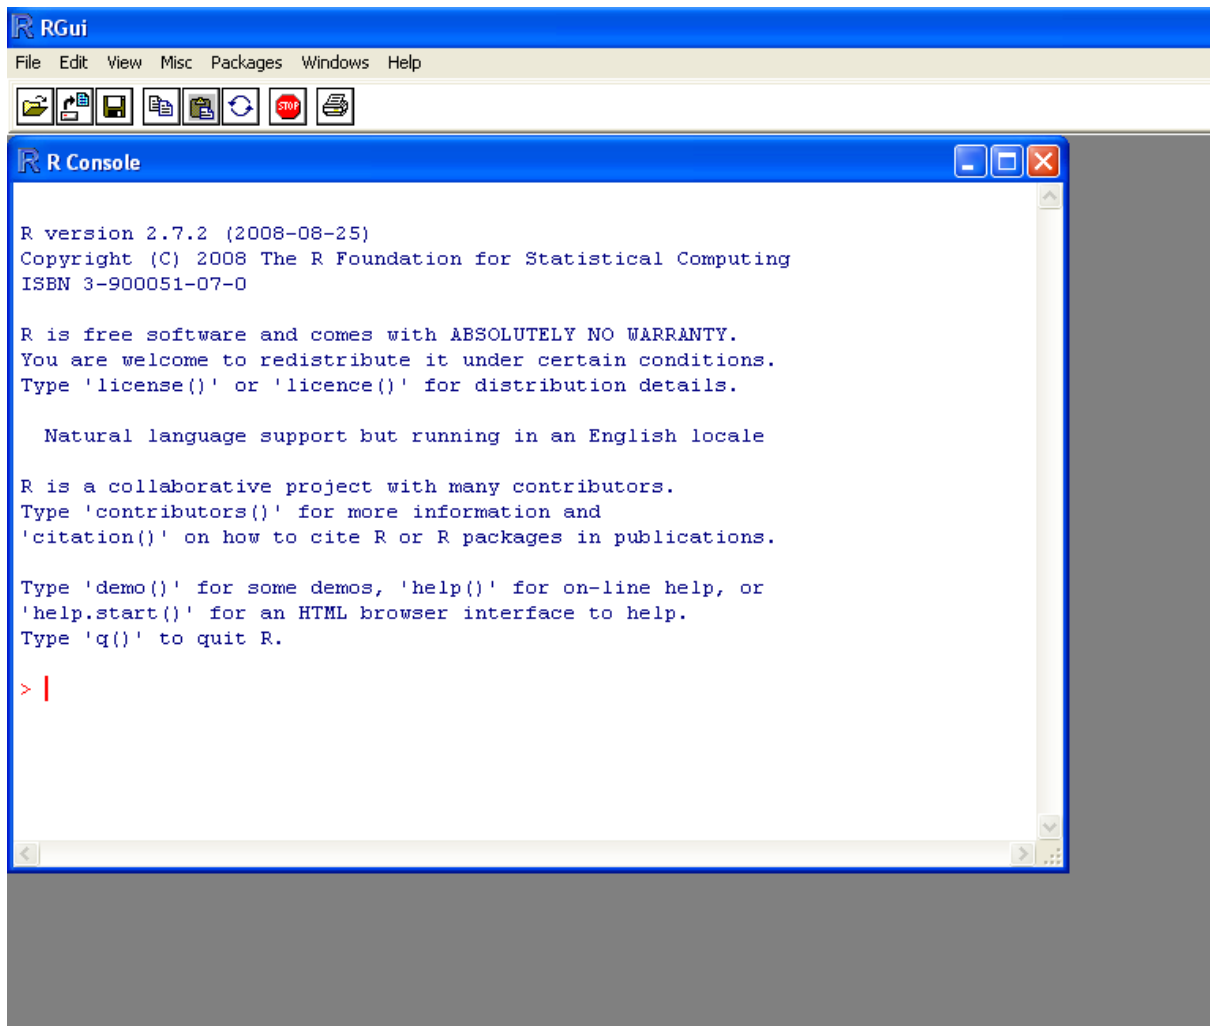 RGui
File Edit View Misc Packages Windows Help
STOP
R Console
R version 2.7.2 (2008-08-25)
Copyright (C) 2008 The R Foundation for Statistical Computing
ISBN 3-900051-07-0
R is free software and comes with ABSOLUTELY NO WARRANTY.
You are welcome to redistribute it under certain conditions.
Type 'license()' or 'licence()' for distribution details.
Natural language support but running in an English locale
R is a collaborative project with many contributors.
Type 'contributors()' for more information and
'citation()' on how to cite R or R packages in publications.
Type 'demo()' for some demos, 'help()' for on-line help, or
'help.start()' for an HTML browser interface to help.
Type 'q()' to quit R.
>